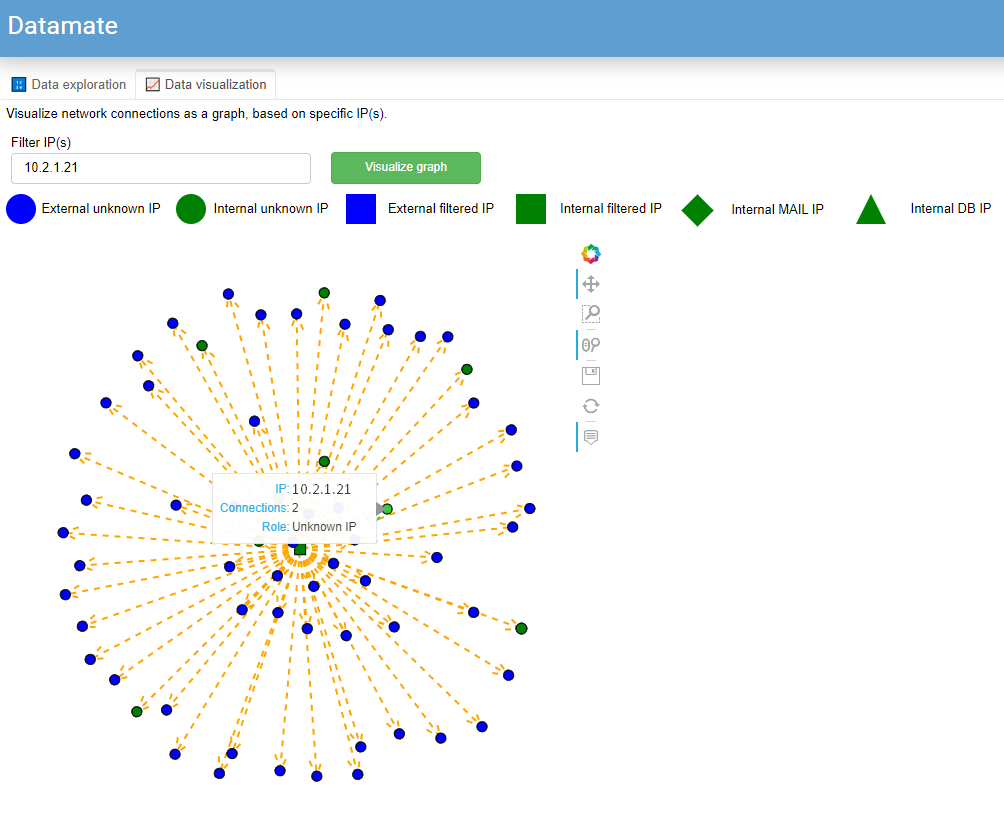 Datamate
Data exploration
Data visualization
Visualize network connections as a graph, based on specific IP(s).
Filter IP(s)
10.2.1.21
Visualize graph
External unknown IP
Internal unknown IP
External filtered IP
Internal filtered IP
Internal MAIL IP
Internal DB IP
IP: 10.2.1.21
Connections: 2
Role: Unknown IP